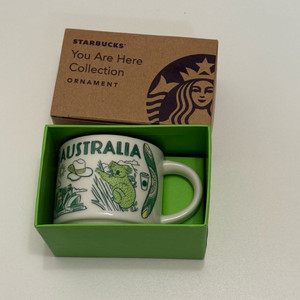 STARBUCKS®
You Are Here
Collection
ORNAMENT
AUSTRALIA